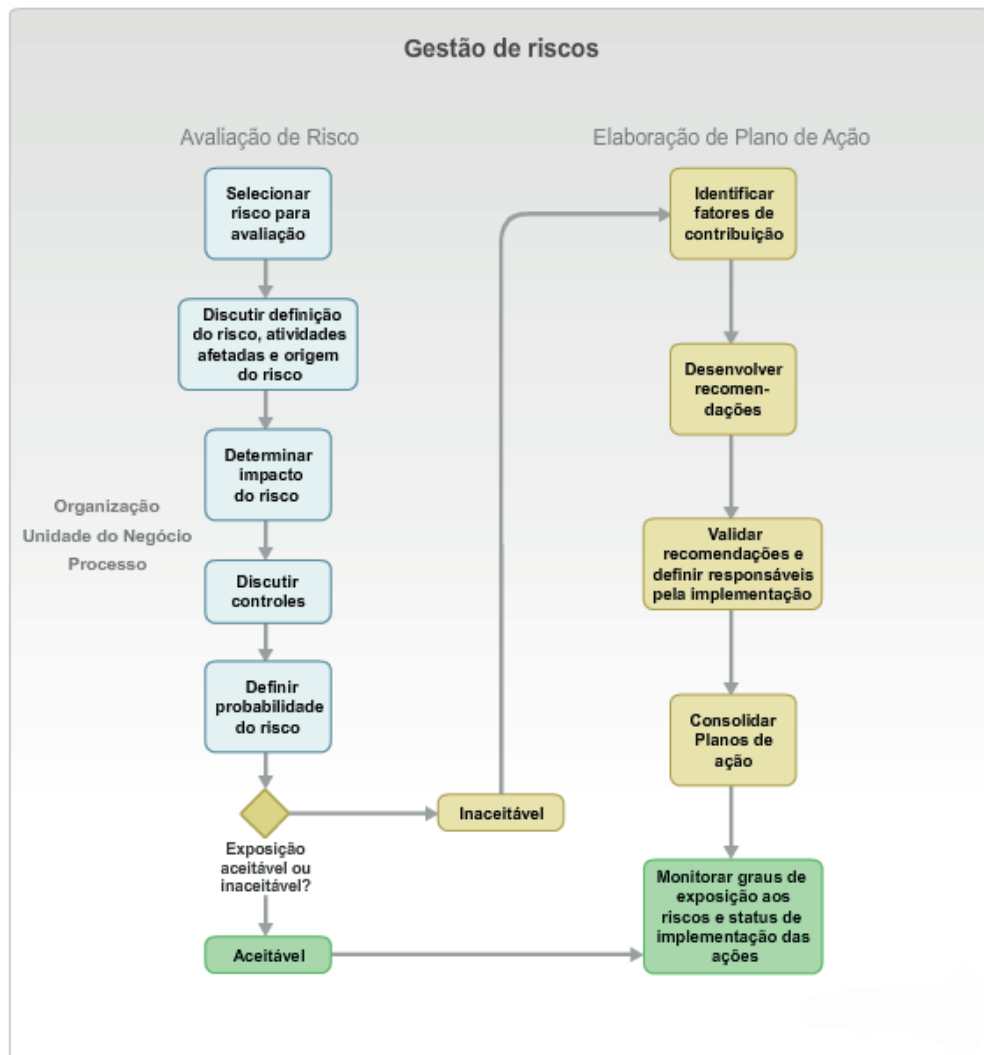 Gestão de riscos
Avaliação de Risco
Selecionar
risco para
avaliação
Discutir definição
do risco, atividades
afetadas e origem
do risco
Determinar
impacto
do risco
Organização
Unidade do Negócio
Processo
Discutir
controles
Definir
probabilidade
do risco
Exposição
aceitável ou
inaceitável?
Inaceitável
Aceitável
Elaboração de Plano de Ação
Identificar
fatores de
contribuição
Desenvolver
recomen-
dações
Validar
recomendações e
definir responsáveis
pela implementação
Consolidar
Planos de
ação
Monitorar graus de
exposição aos
riscos e status de
implementação das
ações